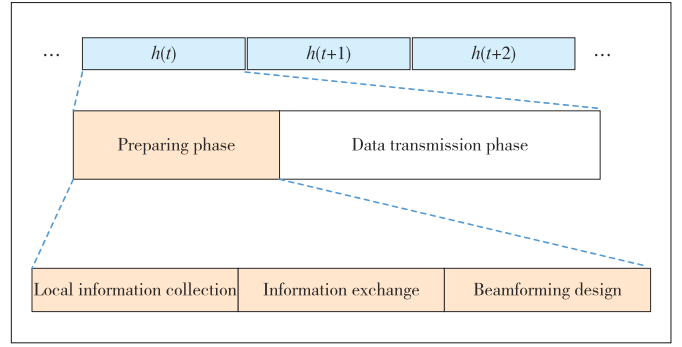 ... h(t) h(t+1) h(t+2) ...
Preparing phase Data transmission phase
Local information collection Information exchange Beamforming design